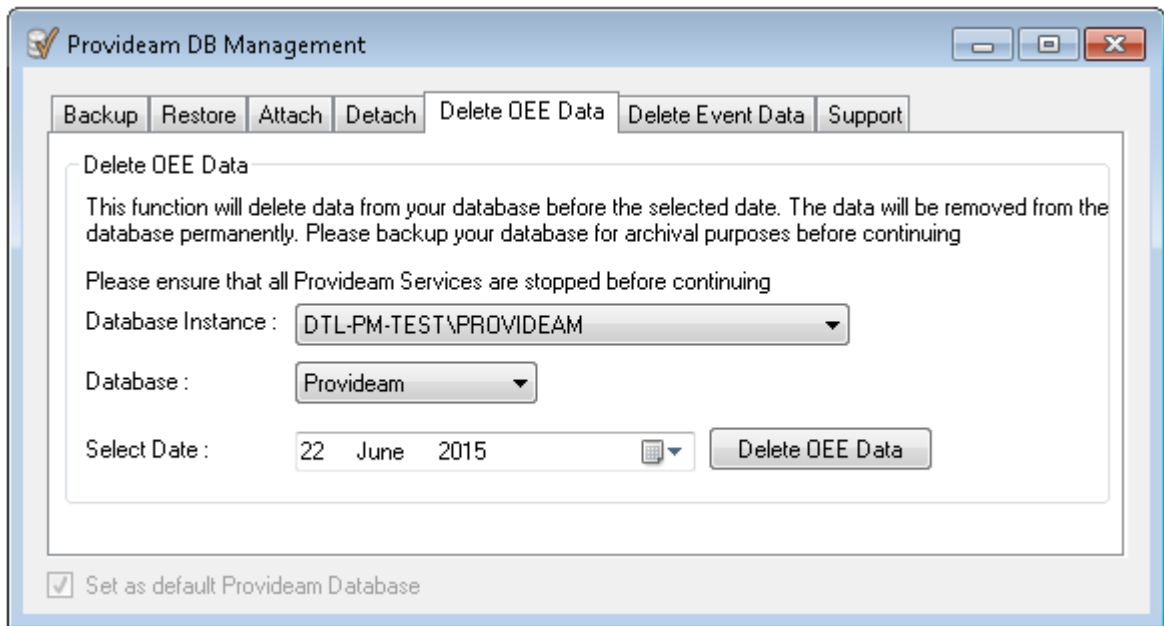 Provideam DB Management
Backup Restore Attach Detach Delete OEE Data Delete Event Data Support
Delete OEE Data
This function will delete data from your database before the selected date. The data will be removed from the
database permanently. Please backup your database for archival purposes before continuing
Please ensure that all Provideam Services are stopped before continuing
Database Instance : DTL-PM-TEST\PROVIDEAM
Database : Provideam
Select Date : 22 June 2015 Delete OEE Data
Set as default Provideam Database